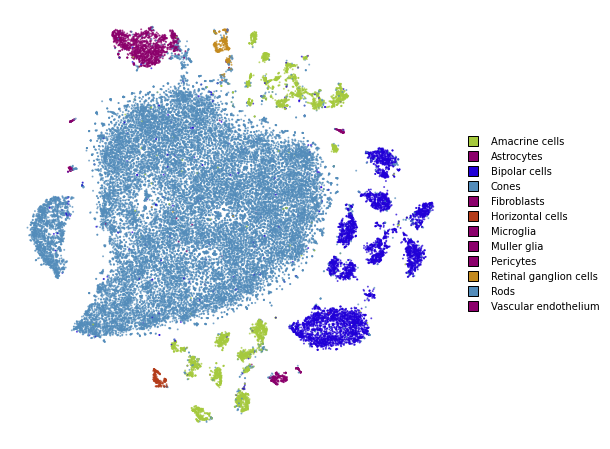 Amacrine cells
Astrocytes
Bipolar cells
Cones
Fibroblasts
Horizontal cells
Microglia
Muller glia
Pericytes
Retinal ganglion cells
Rods
Vascular endothelium